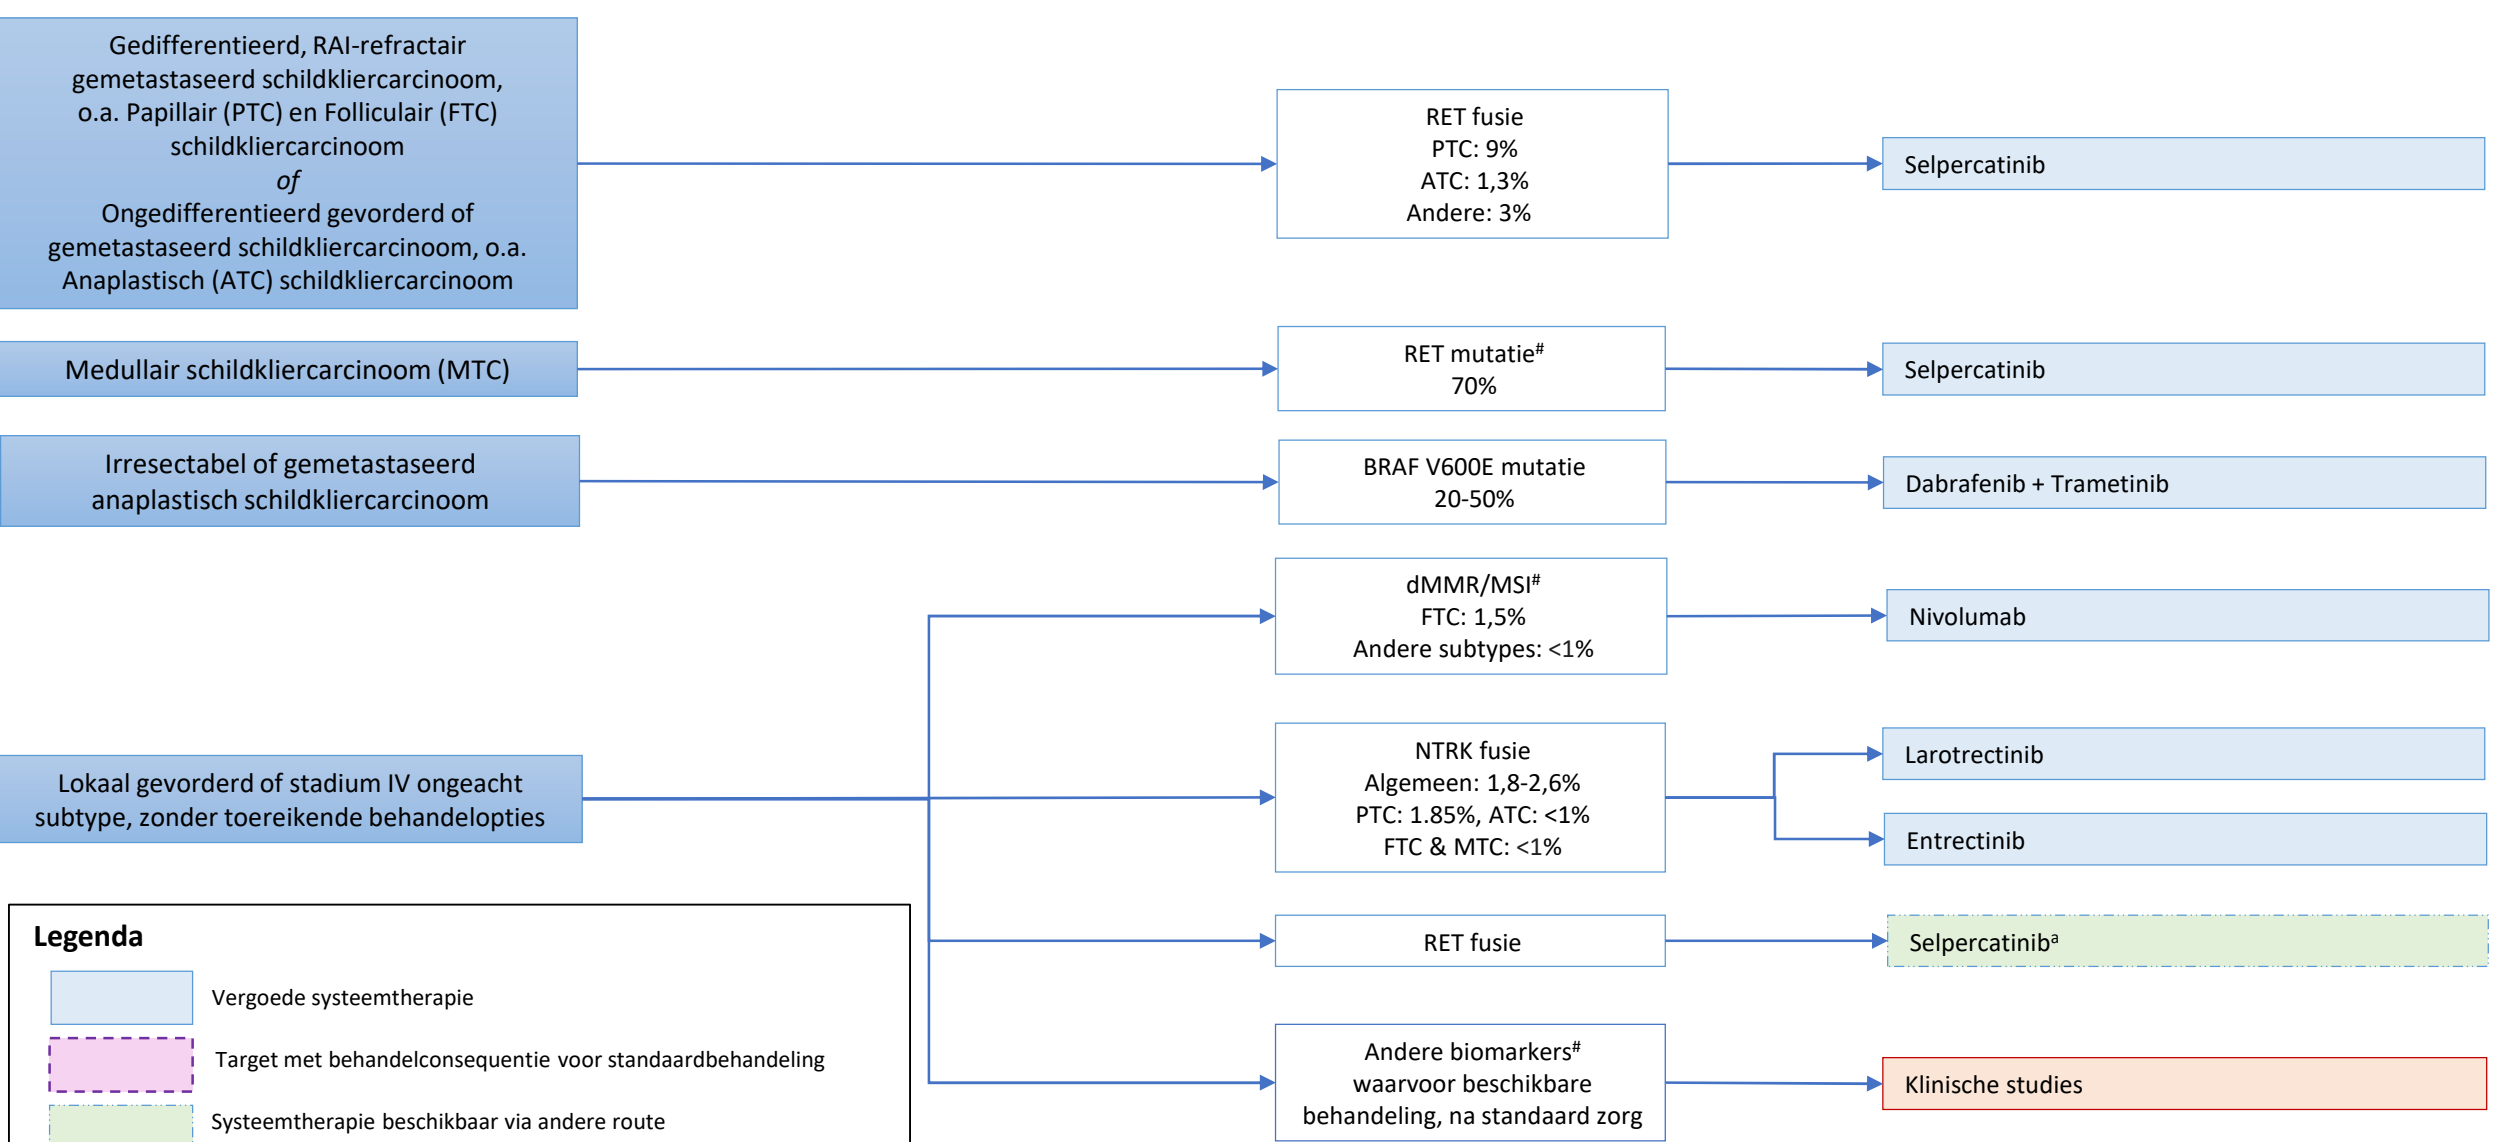 Gedifferentieerd, RAI-refractair
gemetastaseerd schildkliercarcinoom,
o.a. Papillair (PTC) en Folliculair (FTC)
schildkliercarcinoom
of
Ongedifferentieerd gevorderd of
gemetastaseerd schildkliercarcinoom, o.a.
Anaplastisch (ATC) schildkliercarcinoom
RET fusie
PTC: 9%
ATC: 1,3%
Andere: 3%
Selpercatinib
Medullair schildkliercarcinoom (MTC)
RET mutatie#
70%
Selpercatinib
Irresectabel of gemetastaseerd
anaplastisch schildkliercarcinoom
BRAF V600E mutatie
20-50%
Dabrafenib + Trametinib
Lokaal gevorderd of stadium IV ongeacht
subtype, zonder toereikende behandelopties
dMMR/MSI#
FTC: 1,5%
Andere subtypes: <1%
Nivolumab
NTRK fusie
Algemeen: 1,8-2,6%
PTC: 1.85%, ATC: <1%
FTC & MTC: <1%
Larotrectinib
Entrectinib
RET fusie
Selpercatinibᵃ
Andere biomarkers#
waarvoor beschikbare
behandeling, na standaard zorg
Klinische studies
Legenda
Vergoede systeemtherapie
Target met behandelconsequentie voor standaardbehandeling
Systeemtherapie beschikbaar via andere route